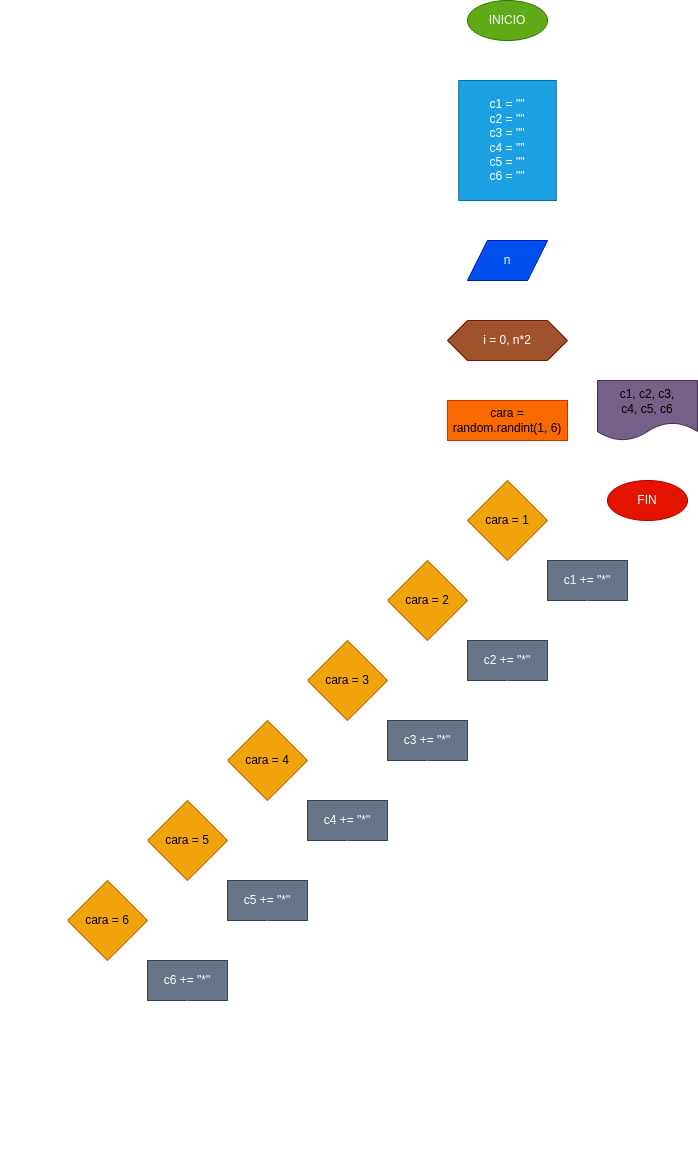 INICIO
c1 = ""
c2 = ""
c3 = ""
c4 = ""
c5 = ""
c6 = ""
n
i = 0, n*2
c1, c2, c3,
c4, c5, c6
cara =
random.randint(1, 6)
FIN
cara = 1
c1 += "*"
cara = 2
c2 += "*"
cara = 3
c3 += "*"
cara = 4
c4 += "*"
cara = 5
c5 += "*"
cara = 6
c6 += "*"